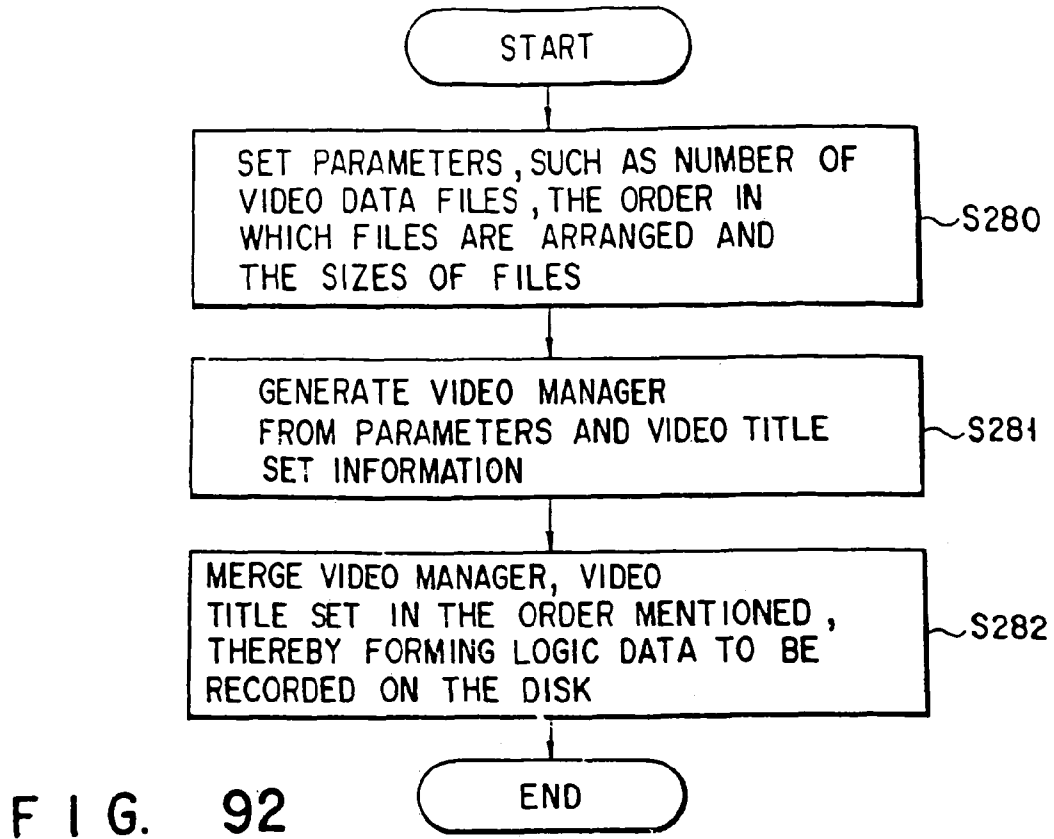 START
SET PARAMETERS, SUCH AS NUMBER OF
VIDEO DATA FILES, THE ORDER IN
WHICH FILES ARE ARRANGED AND
THE SIZES OF FILES
S280
GENERATE VIDEO MANAGER
FROM PARAMETERS AND VIDEO TITLE
SET INFORMATION
S281
MERGE VIDEO MANAGER, VIDEO
TITLE SET IN THE ORDER MENTIONED,
THEREBY FORMING LOGIC DATA TO BE
RECORDED ON THE DISK
S282
END
FIG. 92